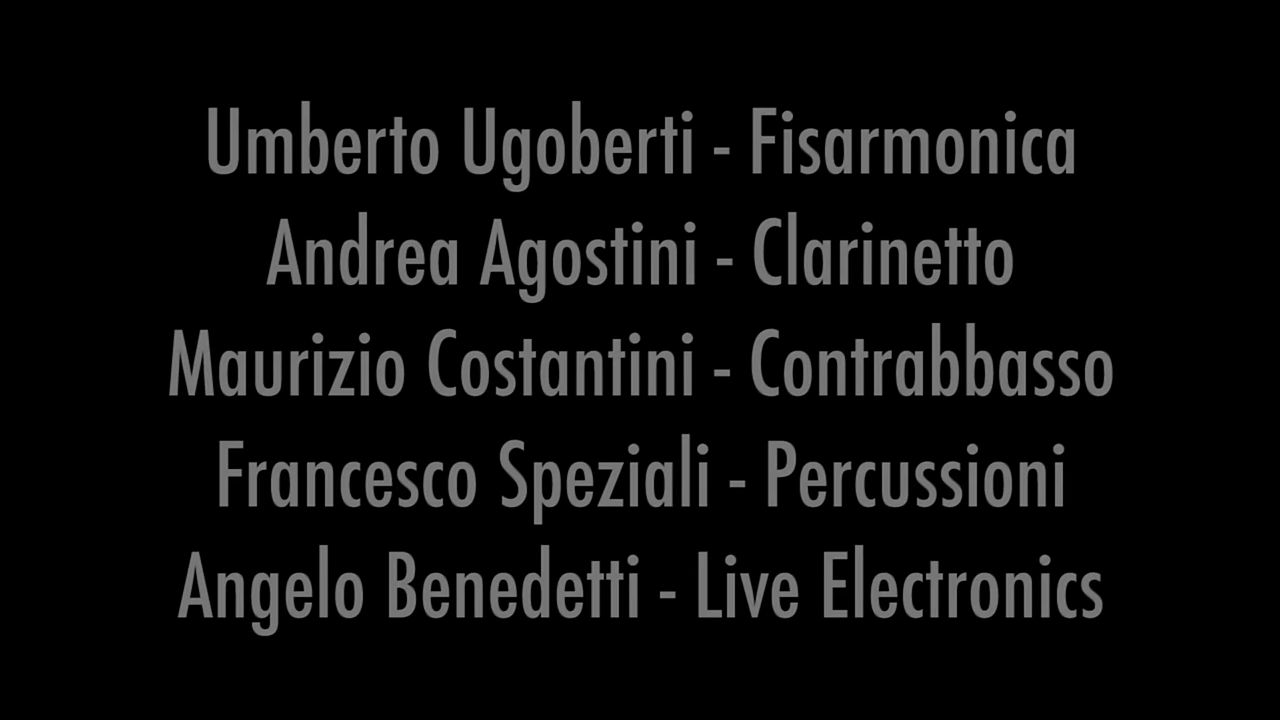 Umberto Ugoberti - Fisarmonica
Andrea Agostini - Clarinetto
Maurizio Costantini - Contrabbasso
Francesco Speziali - Percussioni
Angelo Benedetti - Live Electronics